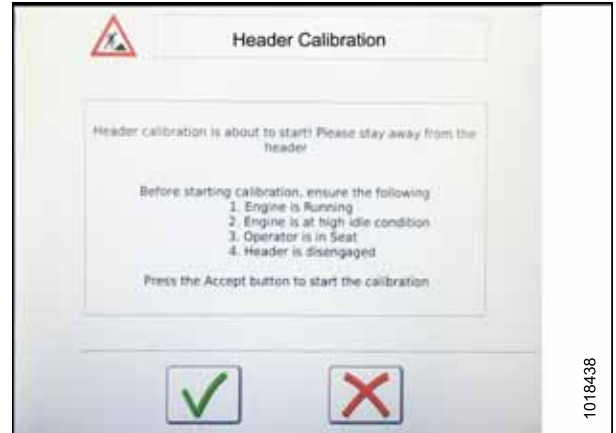 Header Calibration
Header calibration is about to start! Please stay away from the
header
Before starting calibration, ensure the following
1. Engine is Running
2. Engine is at high idle condition
3. Operator is in Seat
4. Header is disengaged
Press the Accept button to start the calibration
1018438